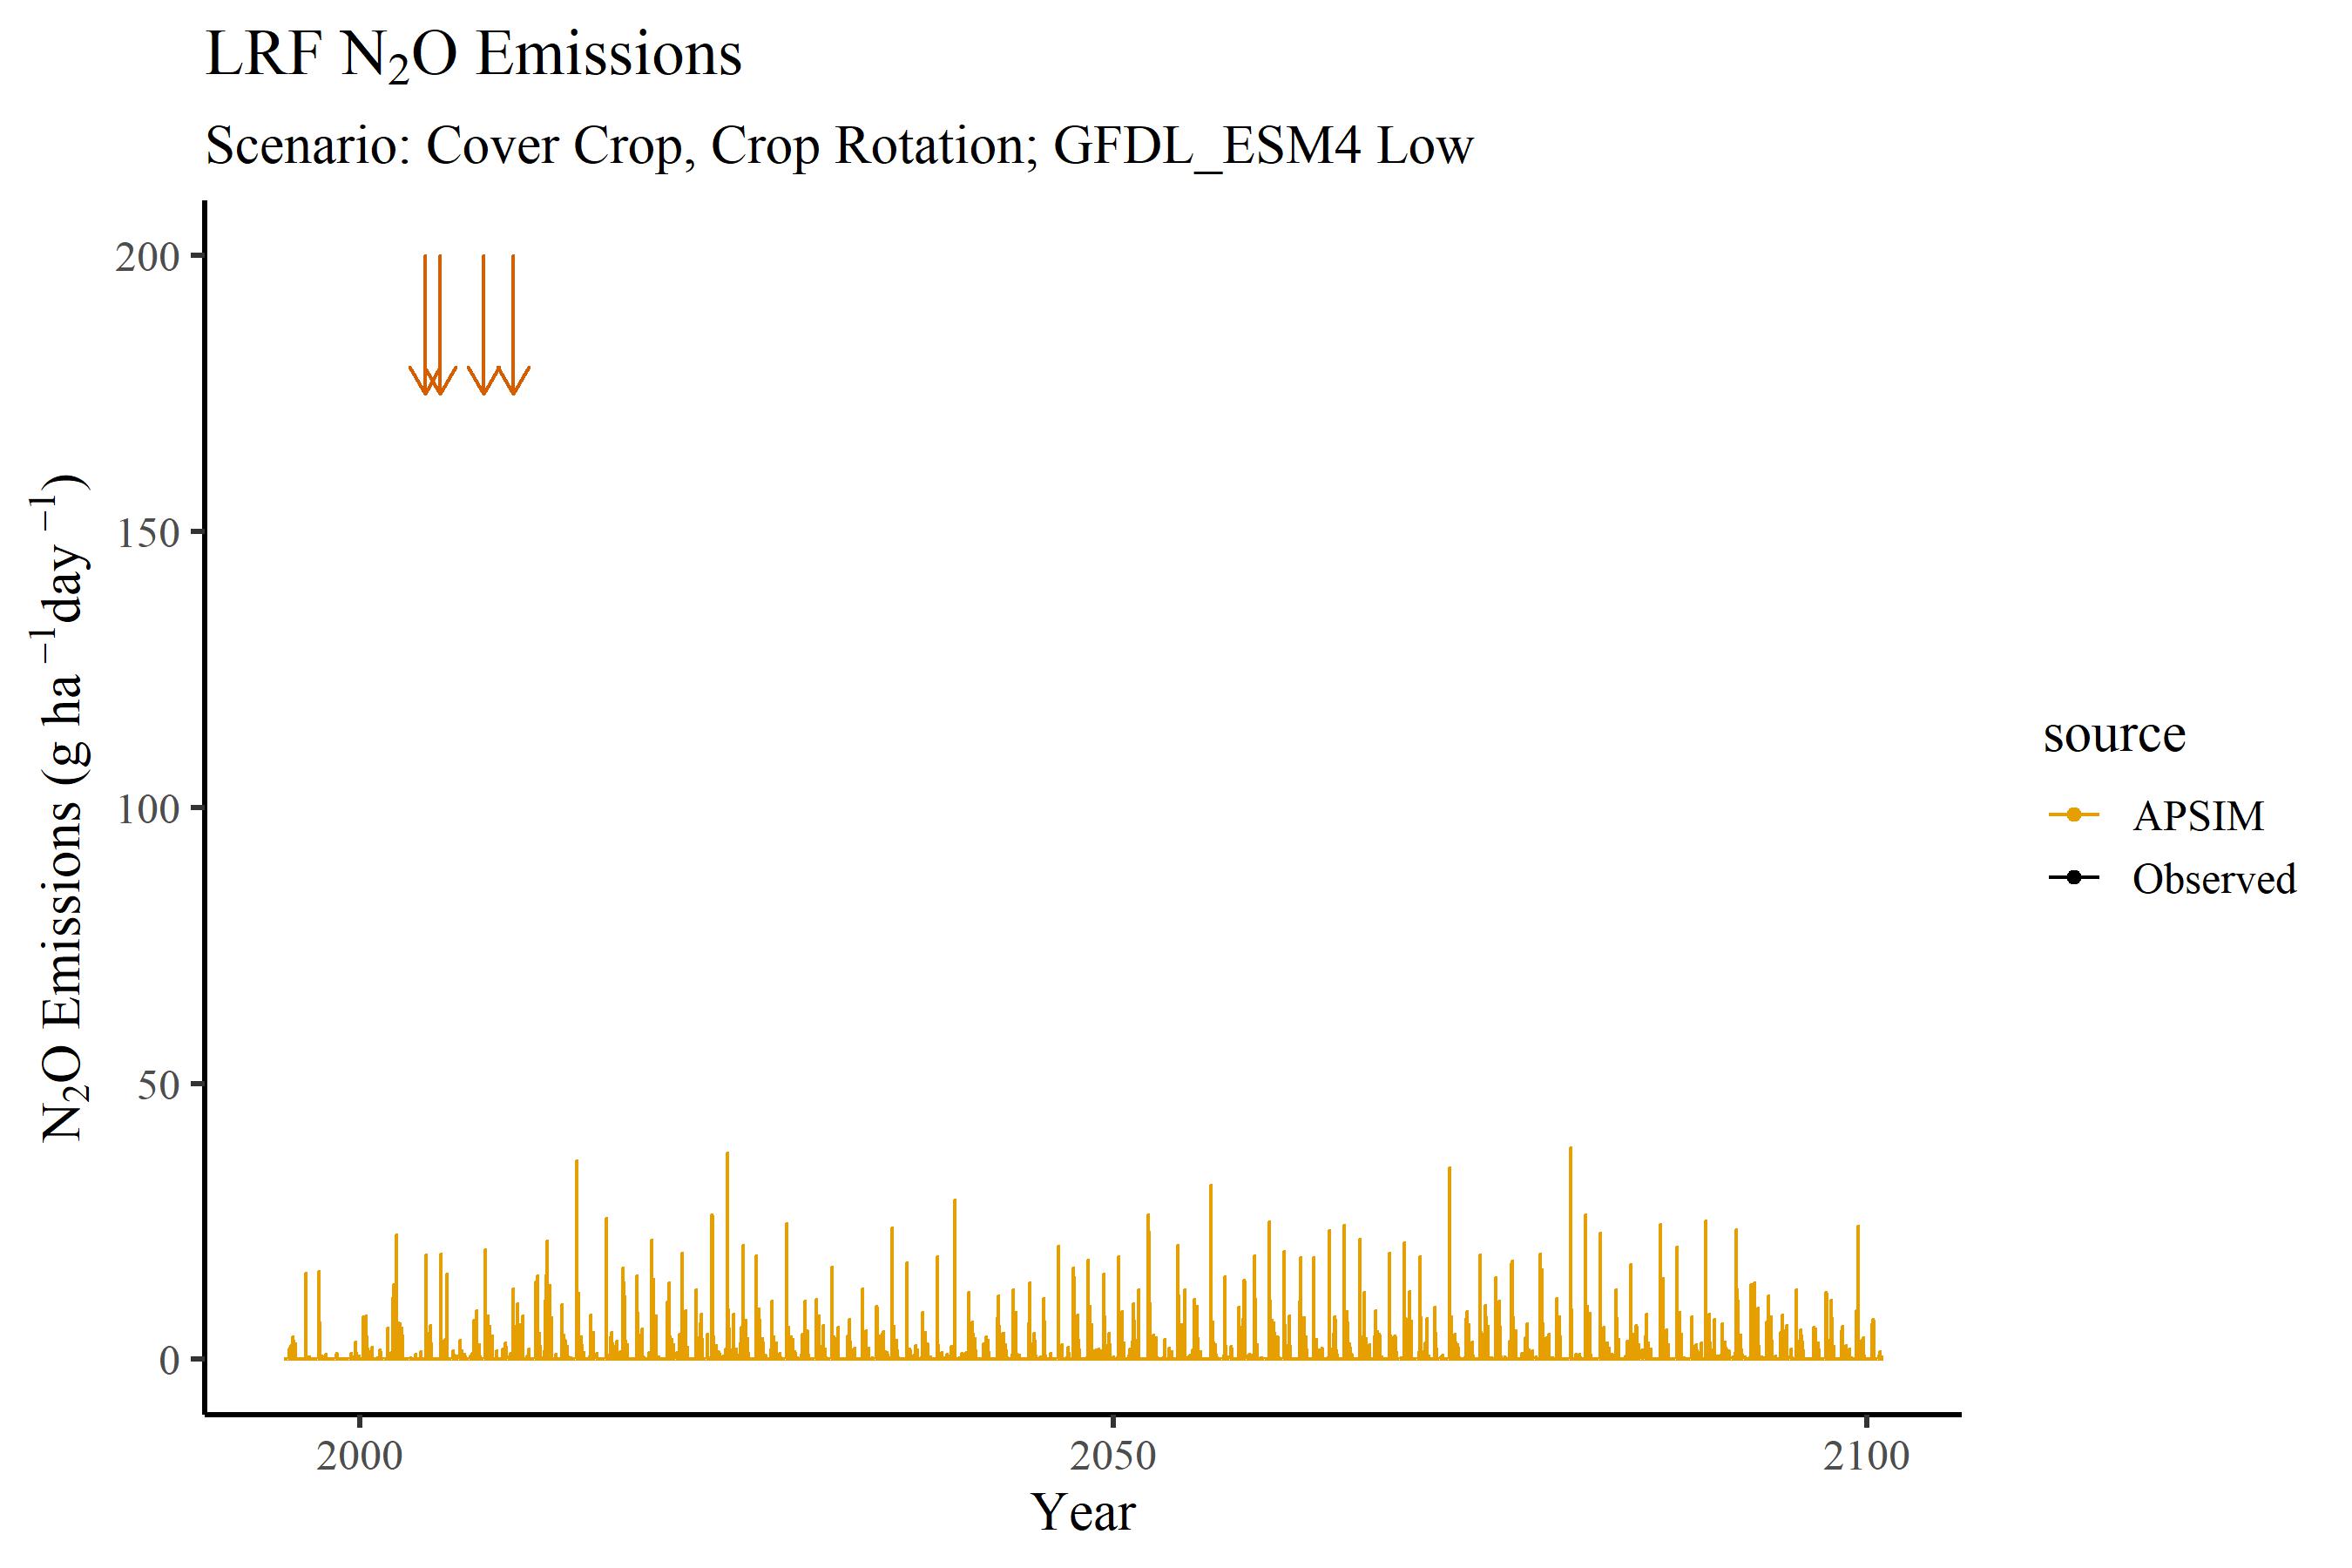 LRF N₂O Emissions
Scenario: Cover Crop, Crop Rotation; GFDL_ESM4 Low
N₂O Emissions (g ha ⁻¹day ⁻¹)
200
150
100
50
0
2000
2050
2100
Year
source
APSIM
Observed